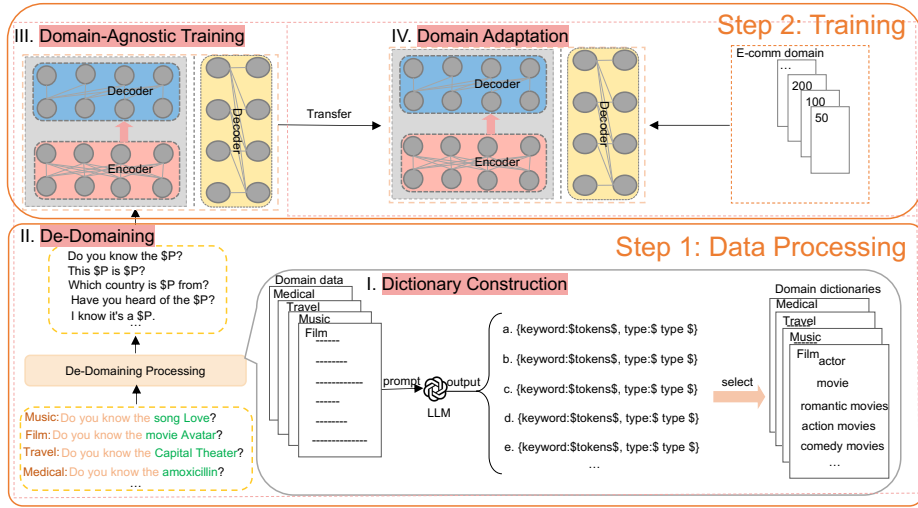 Step 2: Training
III. Domain-Agnostic Training
Decoder
Encoder
Decoder
Transfer
IV. Domain Adaptation
Decoder
Encoder
Decoder
E-comm domain
...
200
100
50
Step 1: Data Processing
II. De-Domaining
Do you know the $P?
This $P is $P?
Which country is $P from?
Have you heard of the $P?
I know it's a $P.
...
De-Domaining Processing
Music: Do you know the song Love?
Film: Do you know the movie Avatar?
Travel: Do you know the Capital Theater?
Medical: Do you know the amoxicillin?
...
I. Dictionary Construction
Domain data
Medical
Travel
Music
Film
prompt
LLM
output
a. {keyword:$tokens$, type:$ type $}
b. {keyword:$tokens$, type:$ type $}
c. {keyword:$tokens$, type:$ type $}
d. {keyword:$tokens$, type:$ type $}
e. {keyword:$tokens$, type:$ type $}
...
select
Domain dictionaries
Medical
Travel
Music
Film
actor
movie
romantic movies
action movies
comedy movies
...